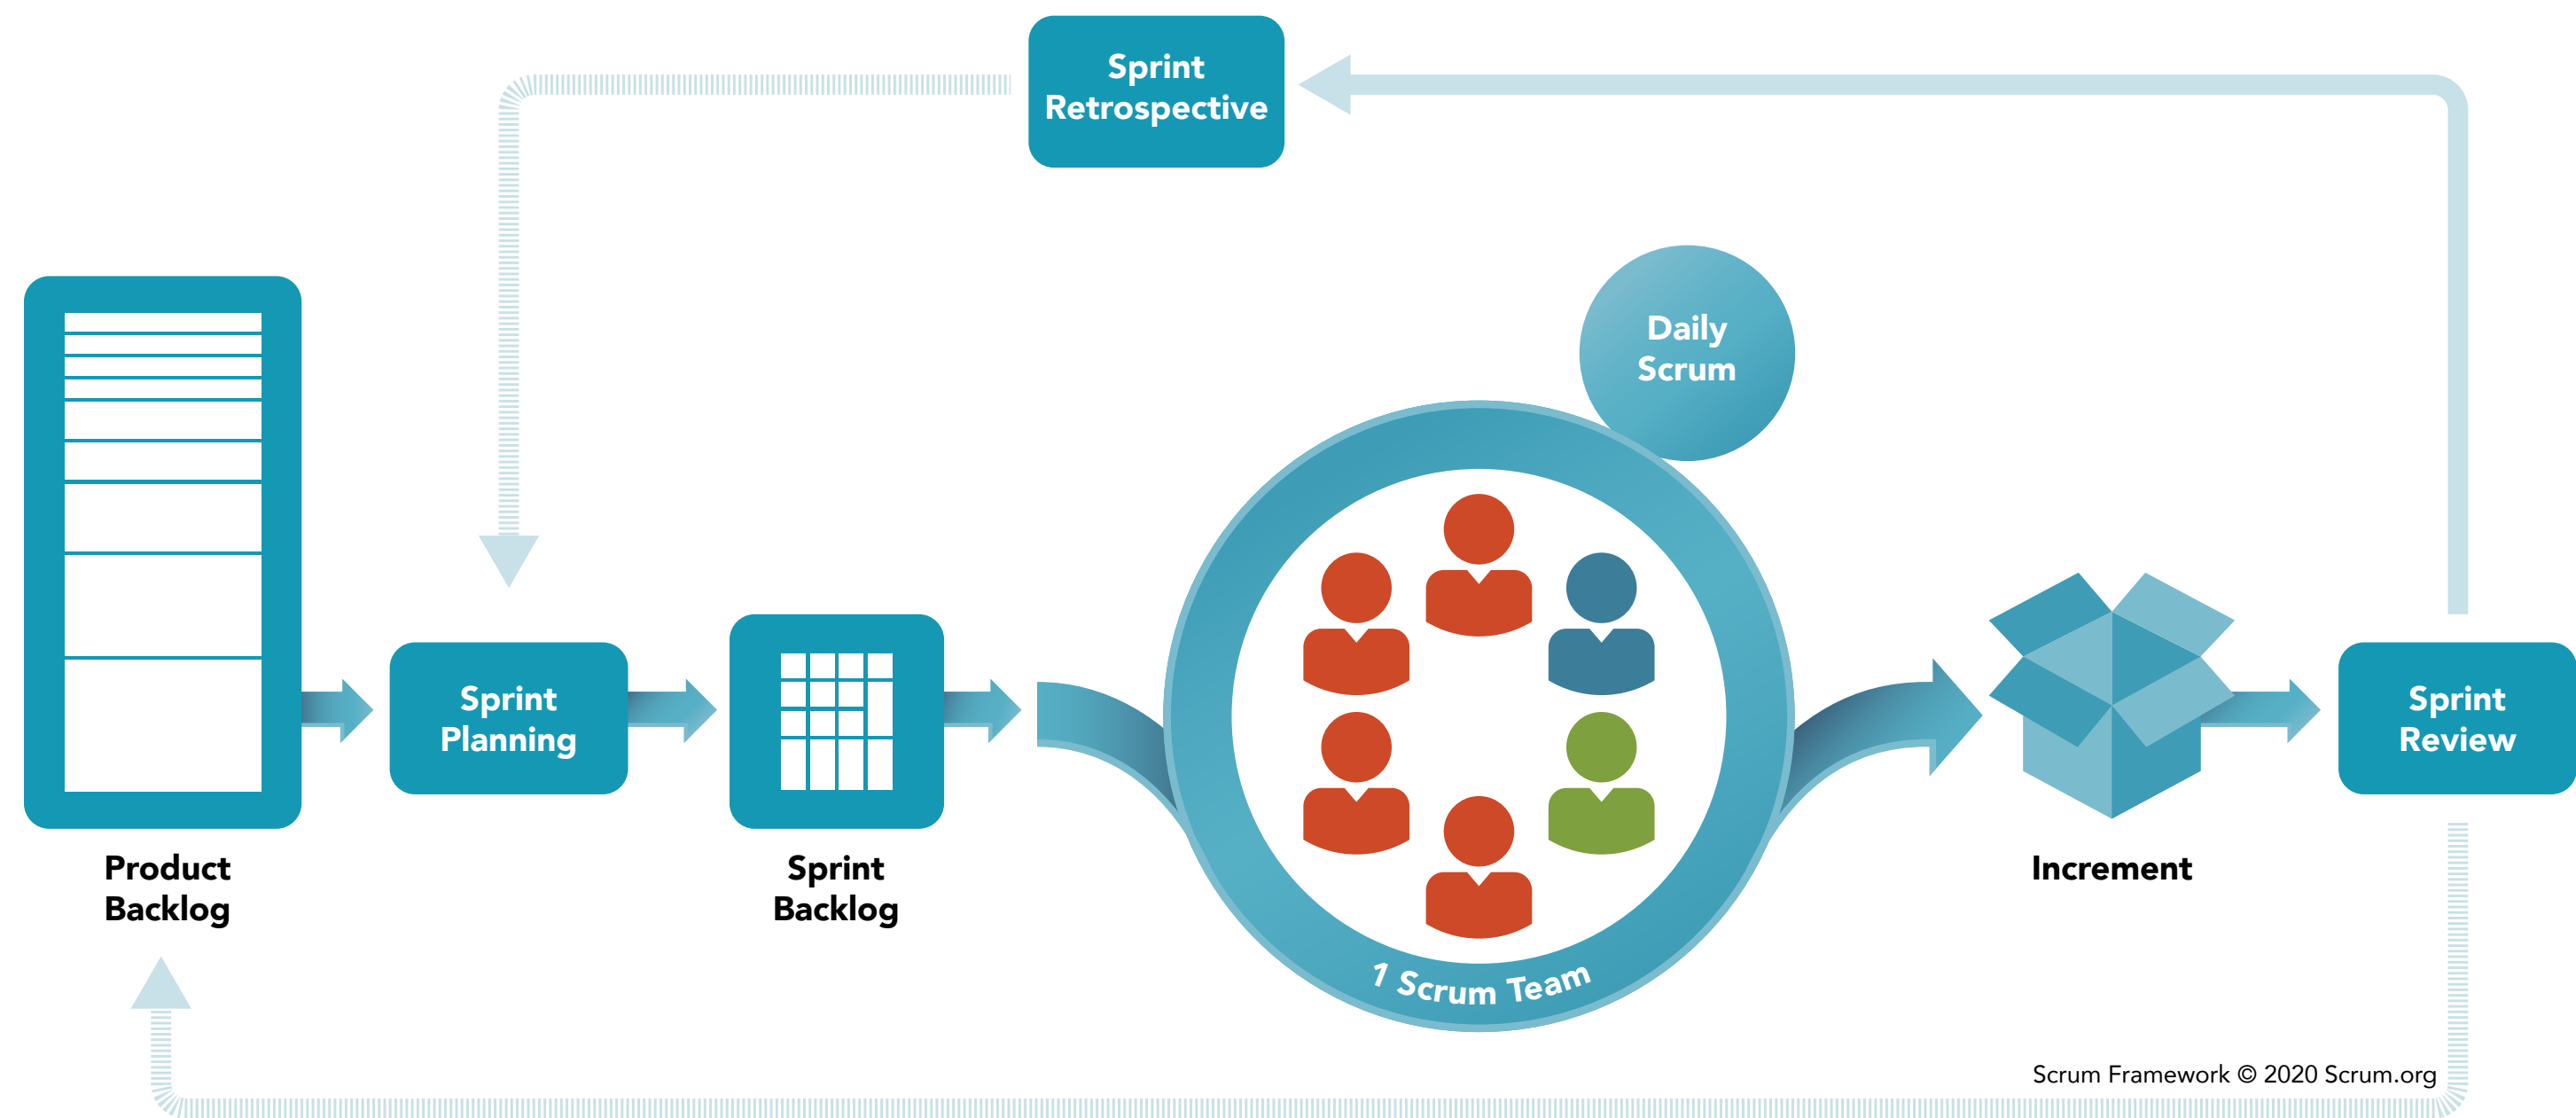 Sprint
Retrospective
Daily
Scrum
Sprint
Planning
Sprint
Review
Product
Backlog
Sprint
Backlog
Increment
1 Scrum Team
Scrum Framework © 2020 Scrum.org